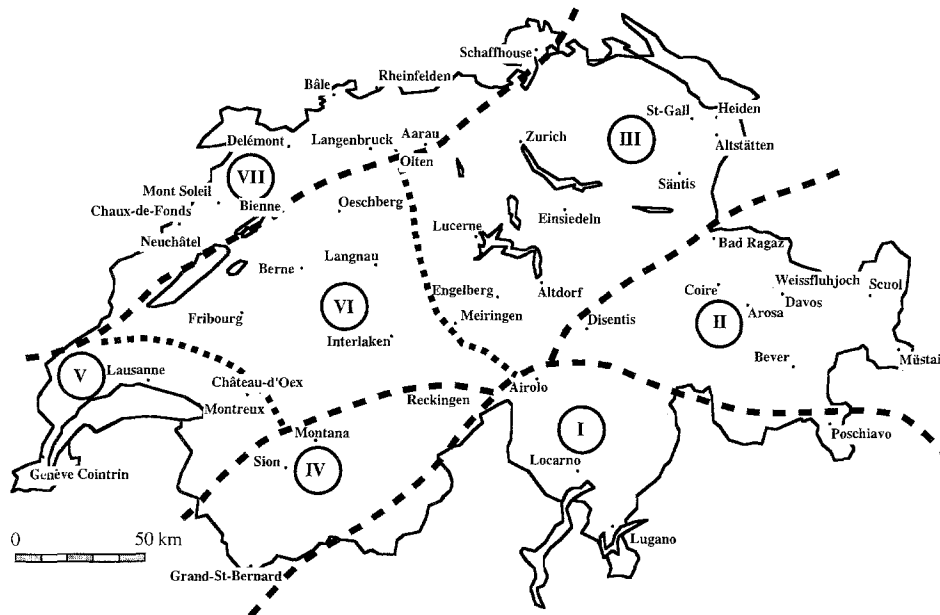 Schaffhouse
Bâle
Rheinfelden
St-Gall
Heiden
Delémont
Langenbruck
Aarau
Zurich
III
Altstätten
Olten
VII
Säntis
Mont Soleil
Bienne
Oeschberg
Einsiedeln
Chaux-de-Fonds
Lucerne
Neuchâtel
Bad Ragaz
Berne
Langnau
Weissfluhjoch
Coire
Scuol
Engelberg
Altdorf
Davos
VI
Arosa
Fribourg
Meiringen
Disentis
II
Interlaken
Bever
Müstair
V
Lausanne
Château-d'Oex
Airolo
Reckingen
Montreux
I
Poschiavo
Montana
Sion
IV
Locarno
Genève Cointrin
0 50 km
Lugano
Grand-St-Bernard